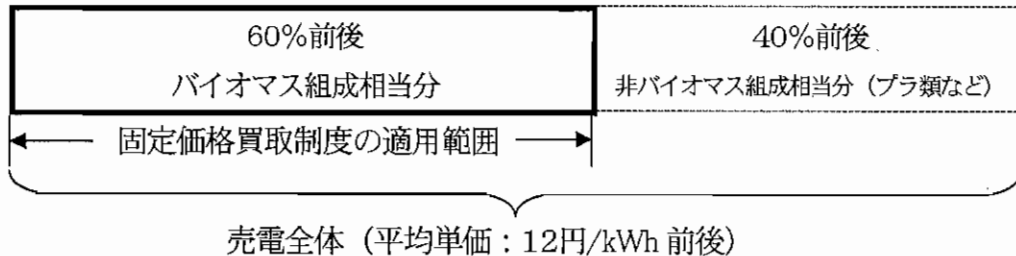 60%前後
バイオマス組成相当分
40%前後
非バイオマス組成相当分（プラ類など）
固定価格買取制度の適用範囲
売電全体（平均単価：12円/kWh 前後）